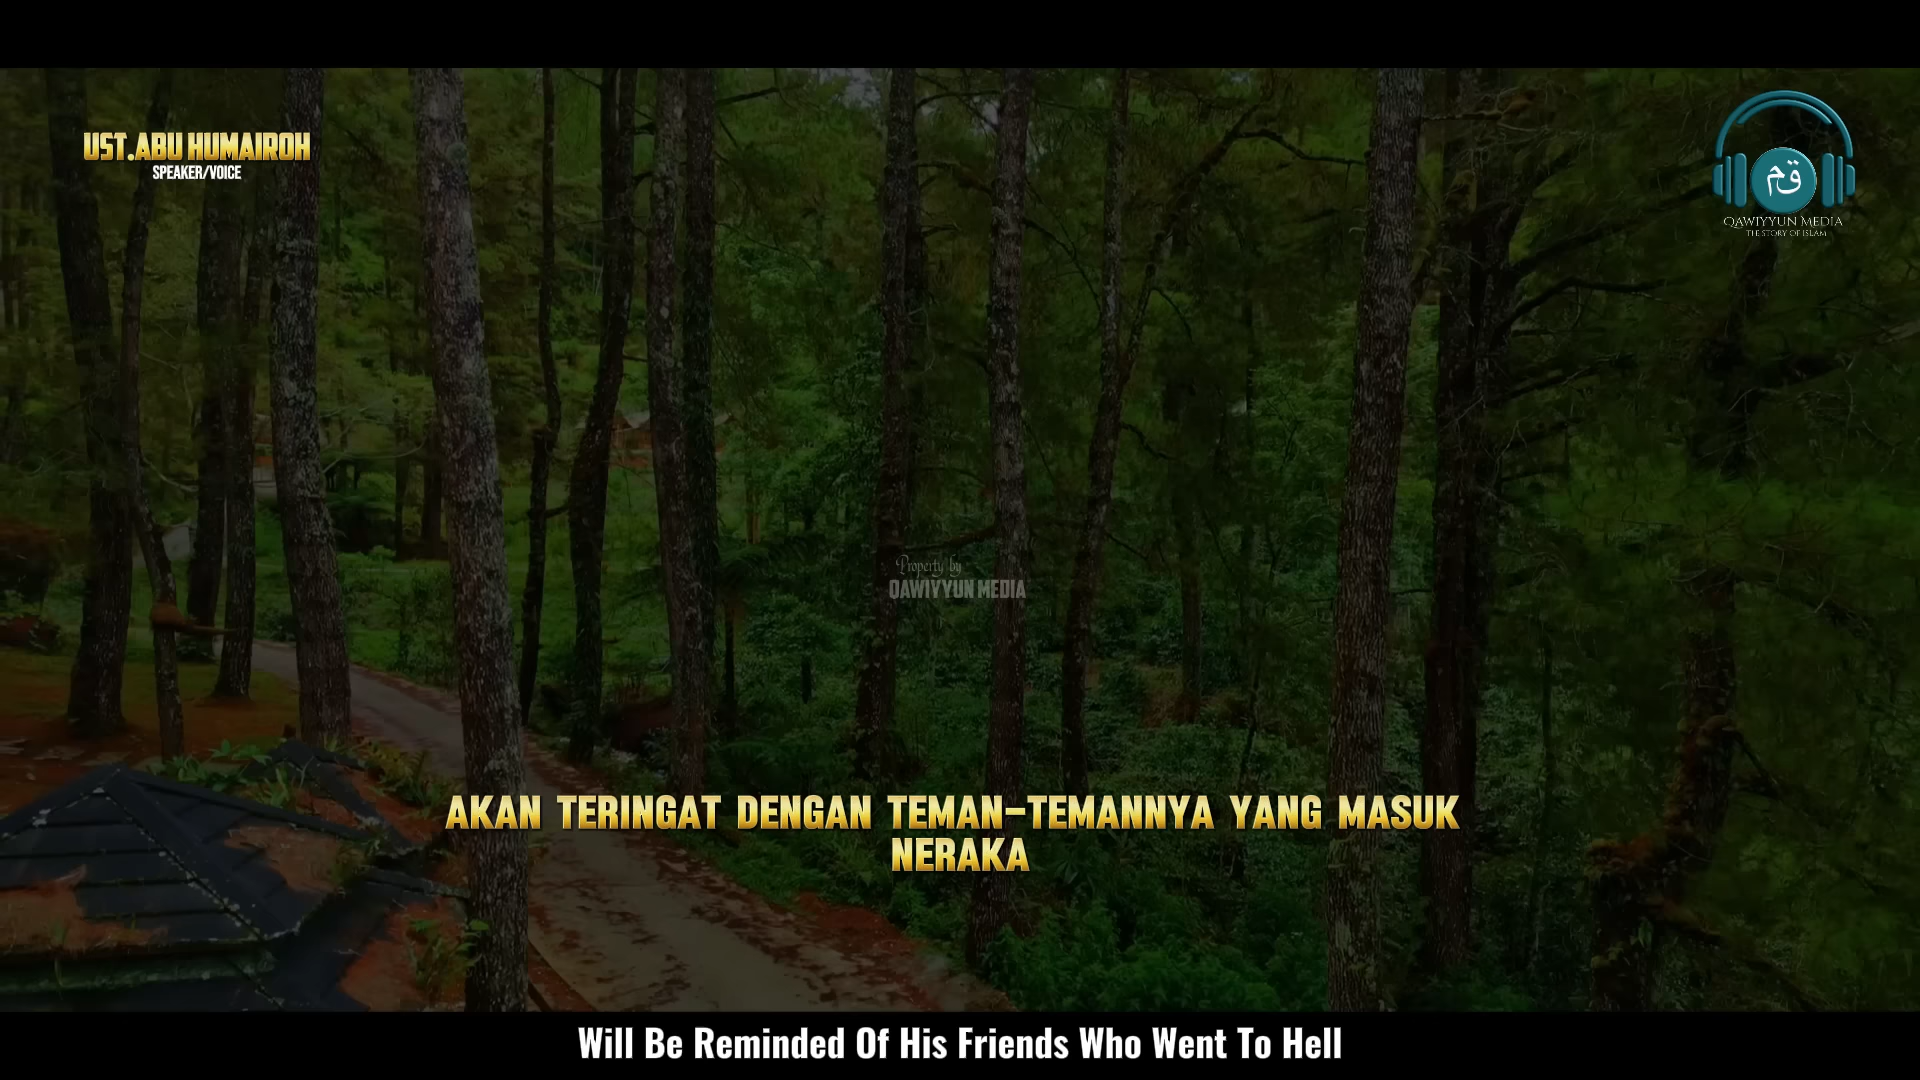 UST.ABU HUMAIROH
SPEAKER/VOICE
قم
QAWIYYUN MEDIA
THE STORY OF ISLAM
Property by
QAWIYYUN MEDIA
AKAN TERINGAT DENGAN TEMAN-TEMANNYA YANG MASUK
NERAKA
Will Be Reminded Of His Friends Who Went To Hell